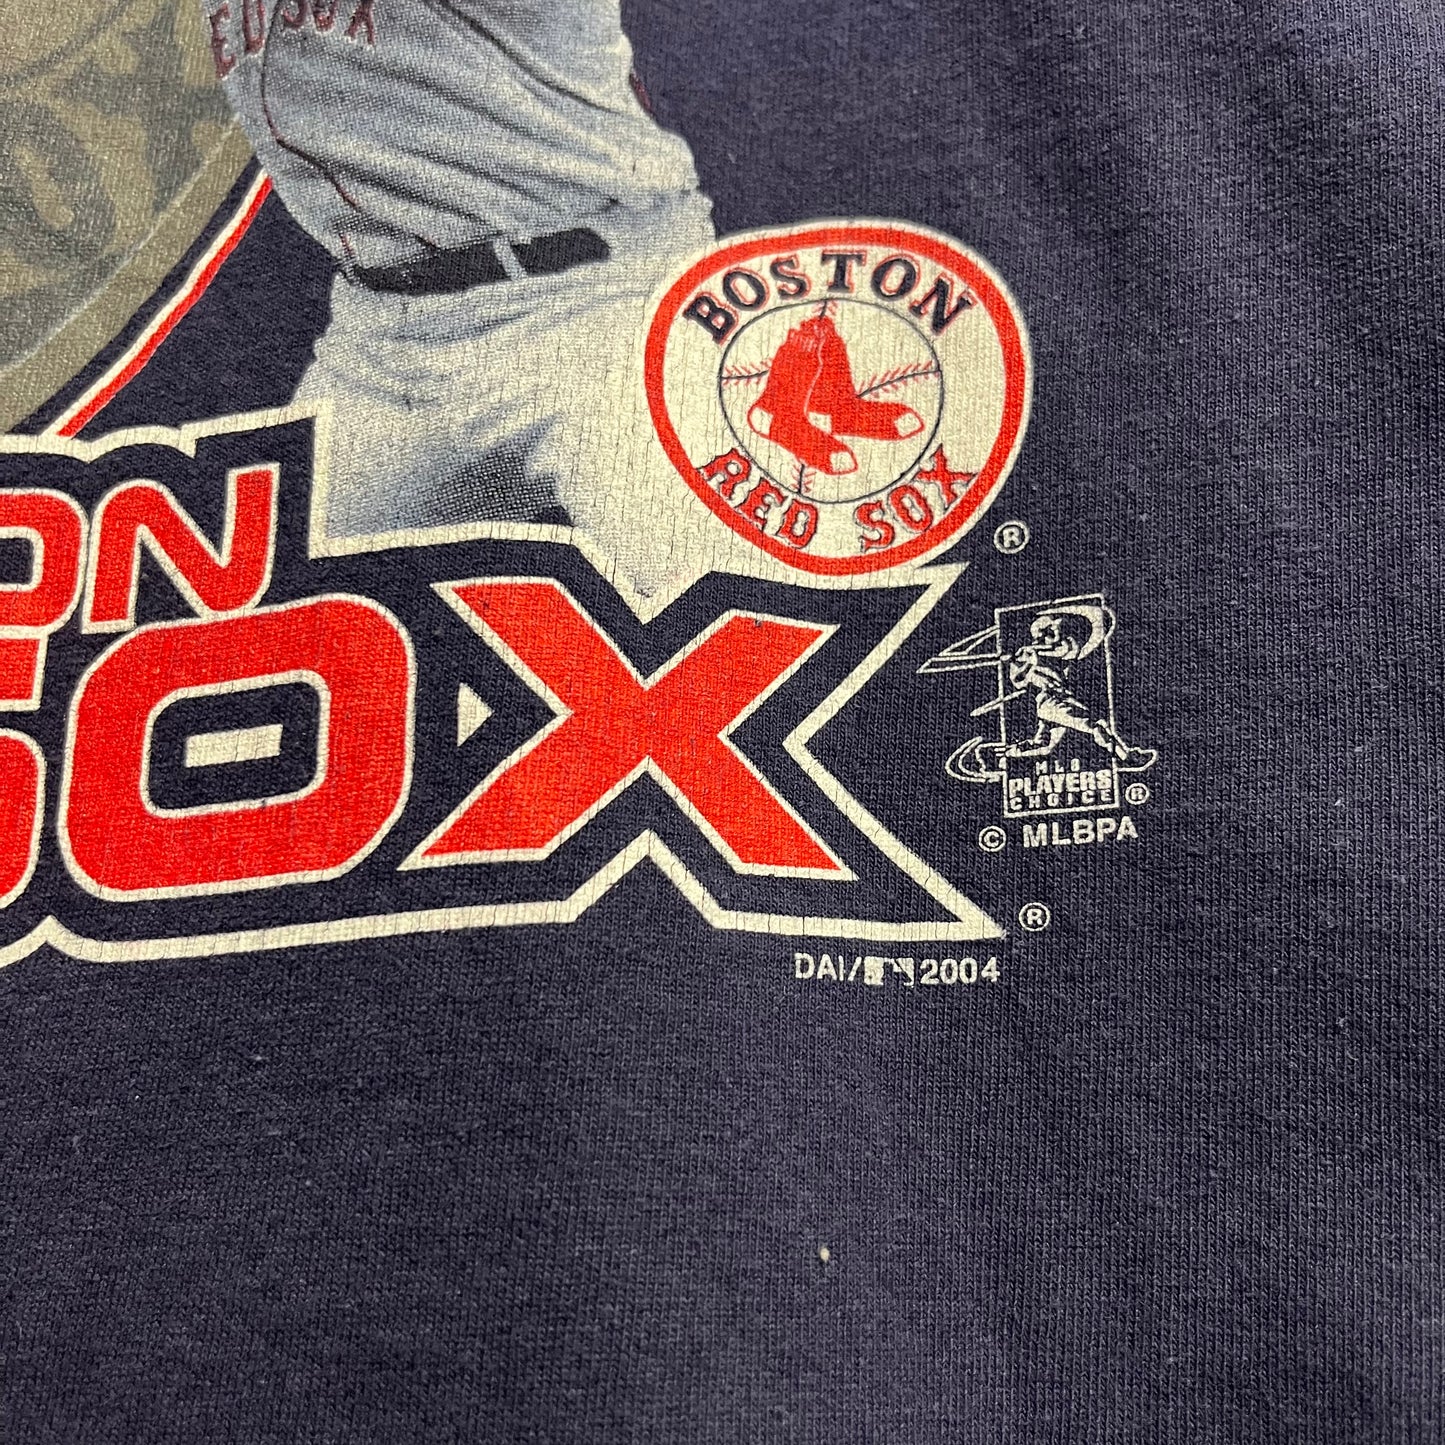 EDSOX
BOSTON
RED SOX
®
ON
SOX
MLB
PLAYERS
CHOICE ®
© MLBPA
®
DAI/ 2004